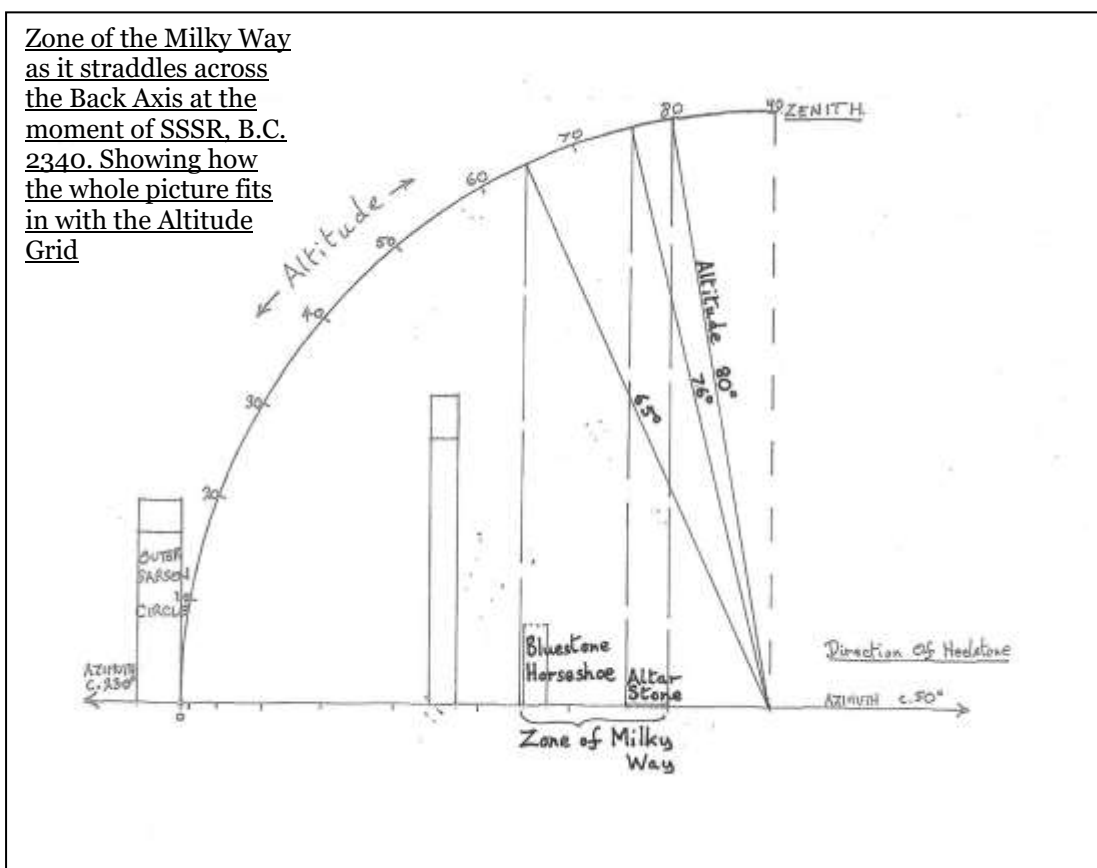 Zone of the Milky Way
as it straddles across
the Back Axis at the
moment of SSSR, B.C.
2340. Showing how
the whole picture fits
in with the Altitude
Grid
90 ZENITH
80
70
60
50
40
30
20
10
0
← Altitude →
Altitude 80°
76°
65°
OUTER
SARSEN
CIRCLE
Bluestone
Horseshoe
Altar
Stone
Direction Of Heelstone
AZIMUTH
c.230°
AZIMUTH c.50°
Zone of Milky
Way